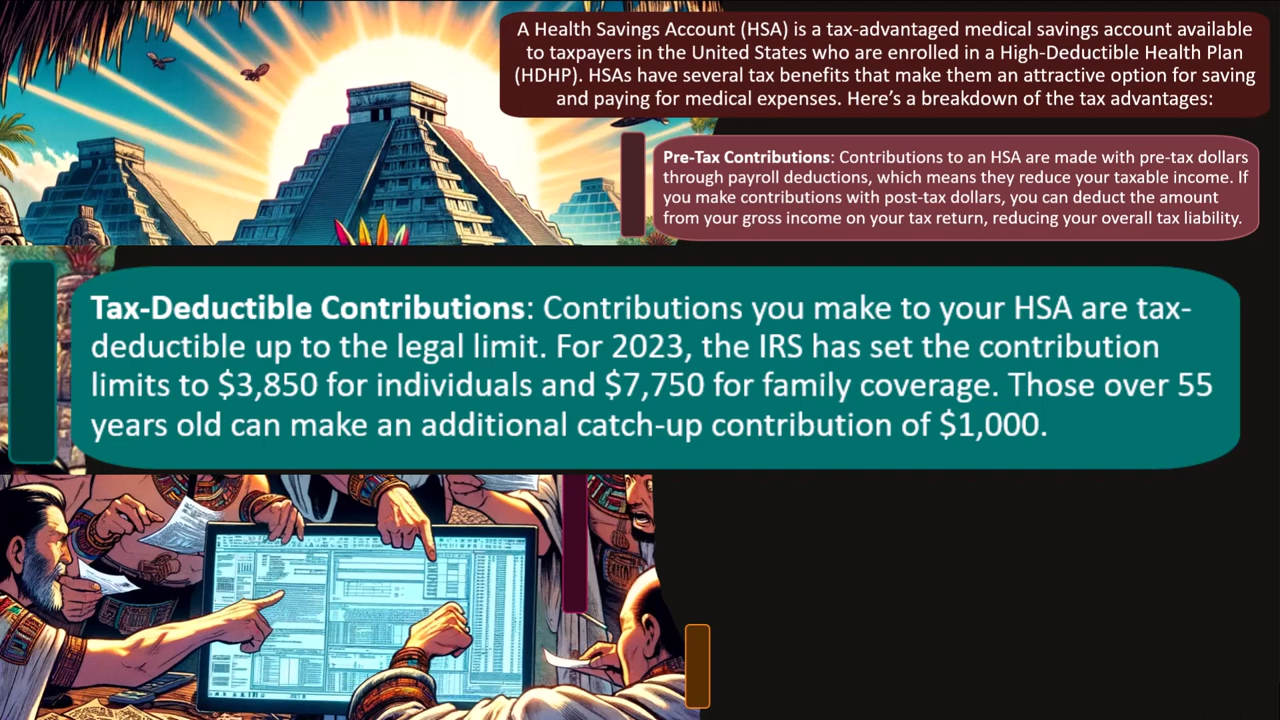 A Health Savings Account (HSA) is a tax-advantaged medical savings account available
to taxpayers in the United States who are enrolled in a High-Deductible Health Plan
(HDHP). HSAs have several tax benefits that make them an attractive option for saving
and paying for medical expenses. Here’s a breakdown of the tax advantages:
Pre-Tax Contributions: Contributions to an HSA are made with pre-tax dollars
through payroll deductions, which means they reduce your taxable income. If
you make contributions with post-tax dollars, you can deduct the amount
from your gross income on your tax return, reducing your overall tax liability.
Tax-Deductible Contributions: Contributions you make to your HSA are tax-
deductible up to the legal limit. For 2023, the IRS has set the contribution
limits to $3,850 for individuals and $7,750 for family coverage. Those over 55
years old can make an additional catch-up contribution of $1,000.